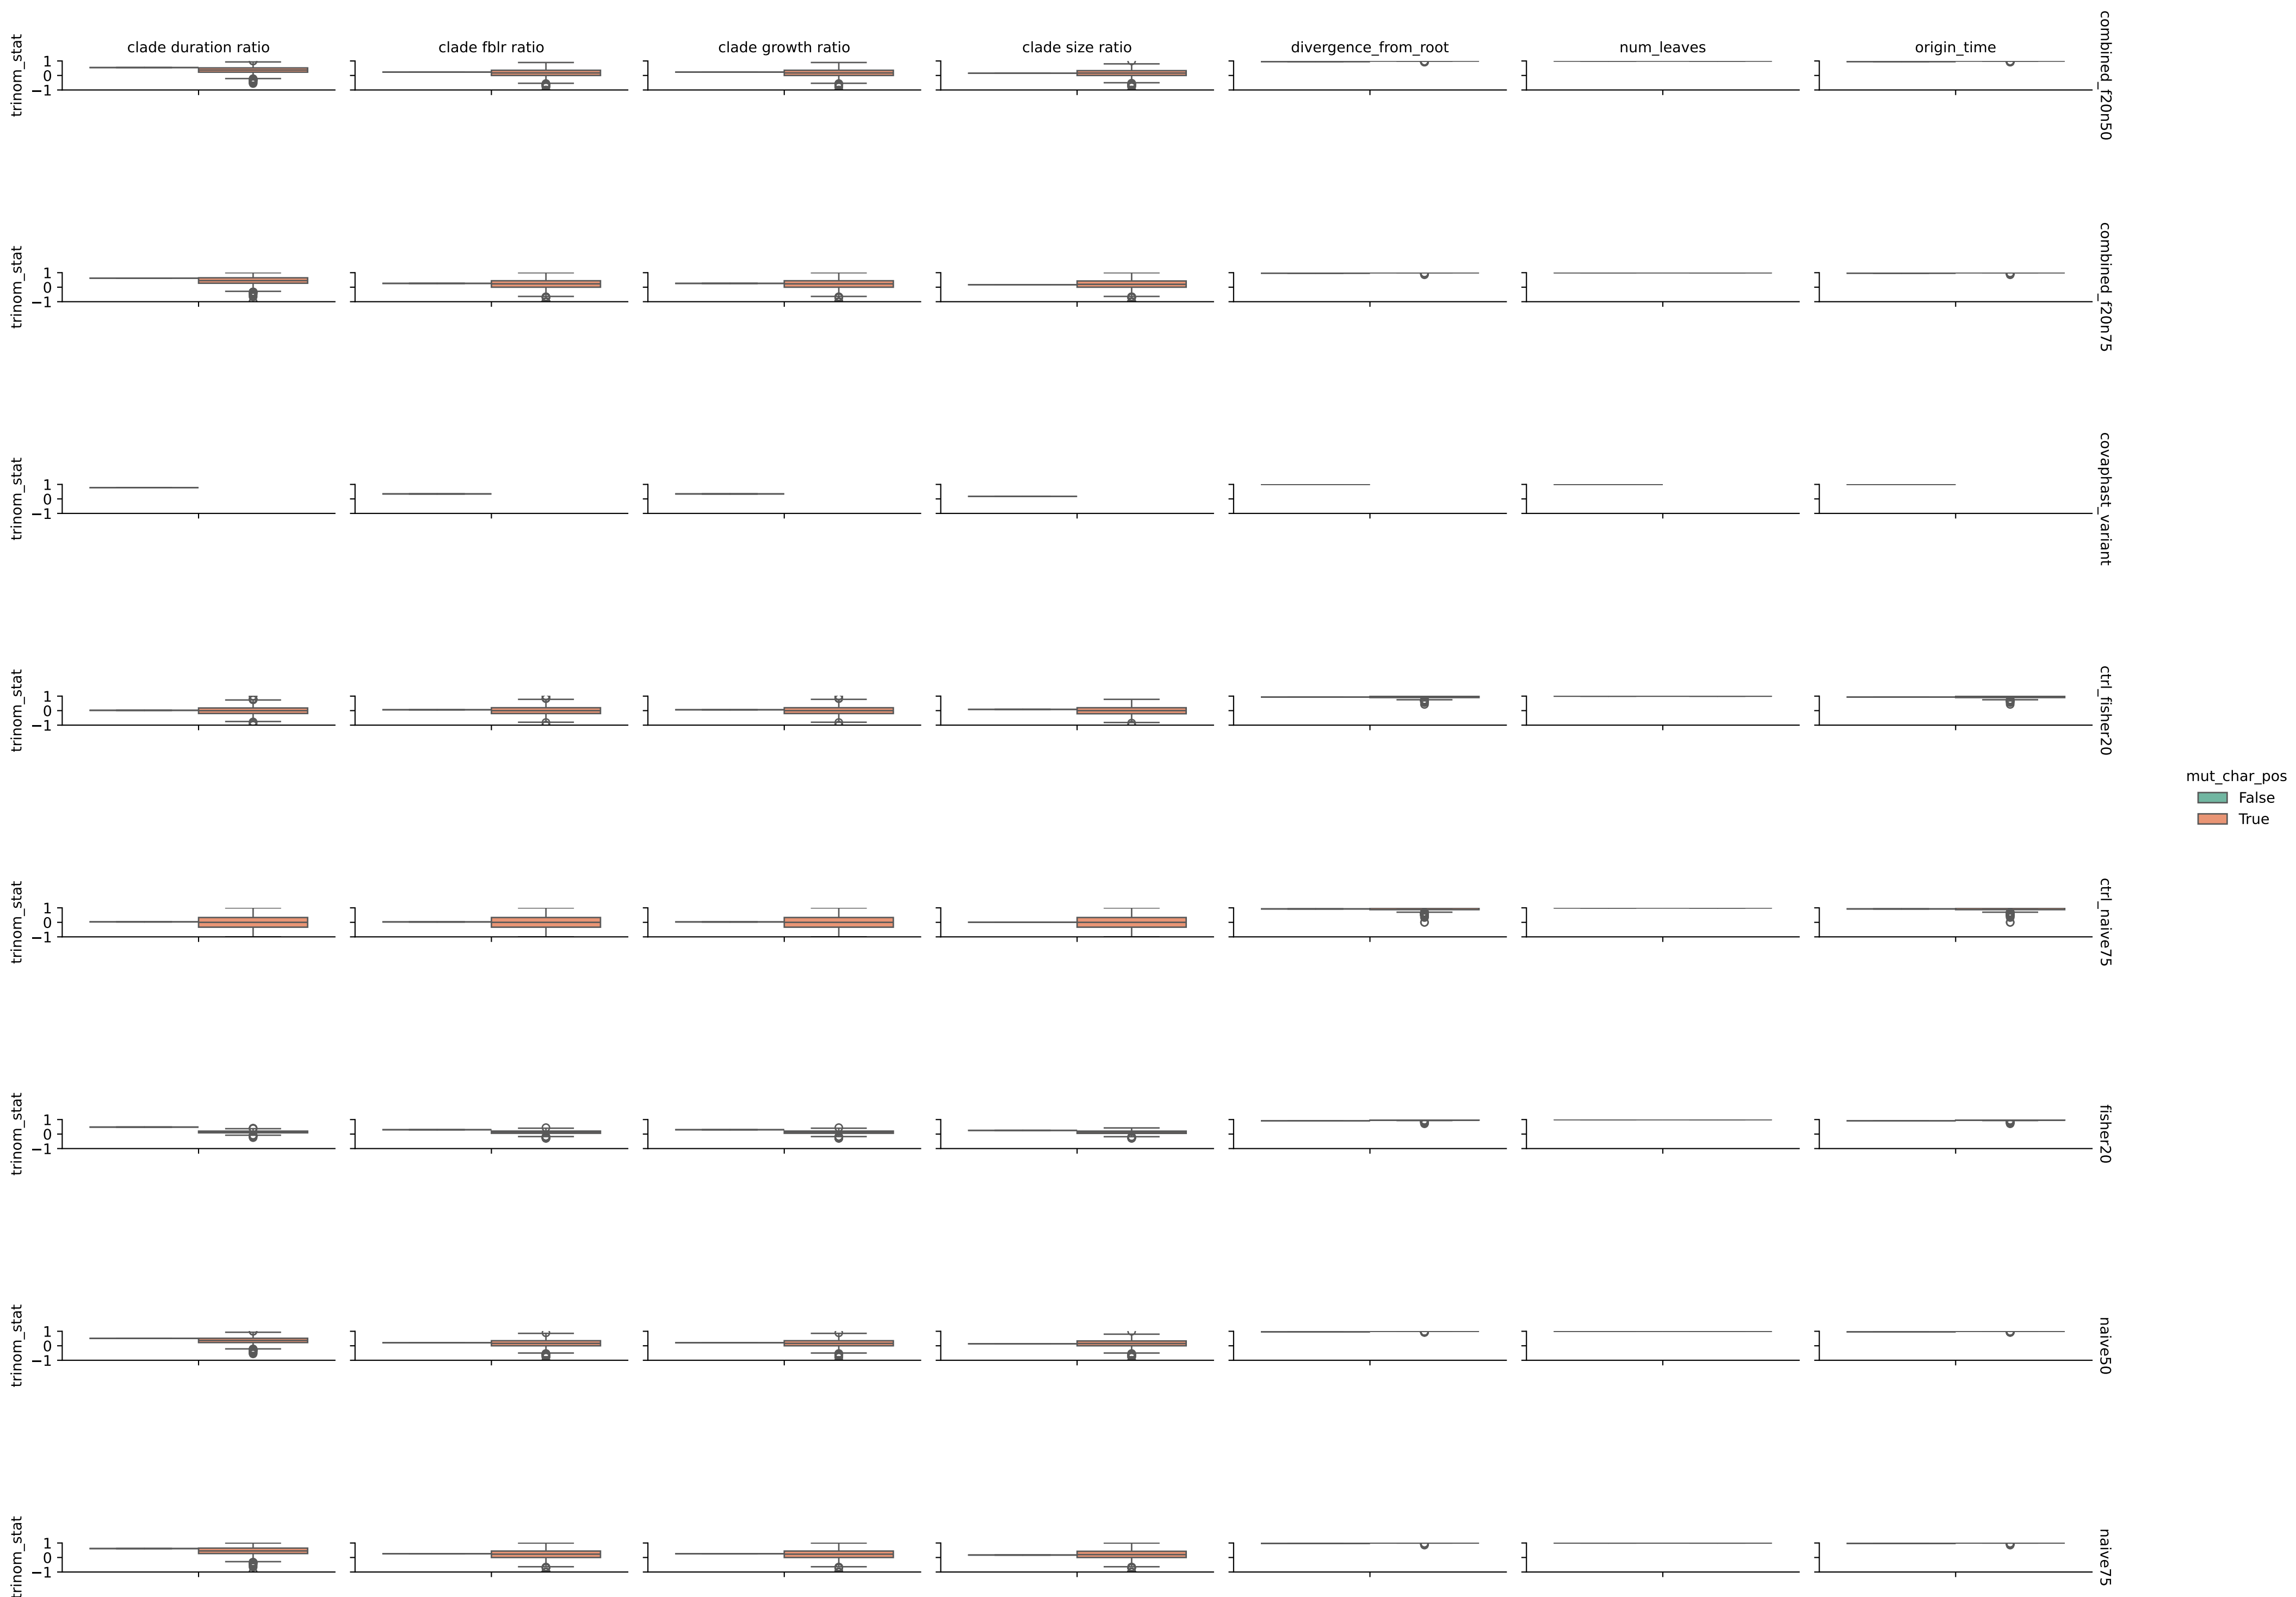 clade duration ratio clade fblr ratio clade growth ratio clade size ratio divergence_from_root num_leaves origin_time
trinom_stat
1
0
−1
combined_f20n50
trinom_stat
1
0
−1
combined_f20n75
trinom_stat
1
0
−1
covaphast_variant
trinom_stat
1
0
−1
ctrl_fisher20
mut_char_pos
False
True
trinom_stat
1
0
−1
ctrl_naive75
trinom_stat
1
0
−1
fisher20
trinom_stat
1
0
−1
naive50
trinom_stat
1
0
−1
naive75